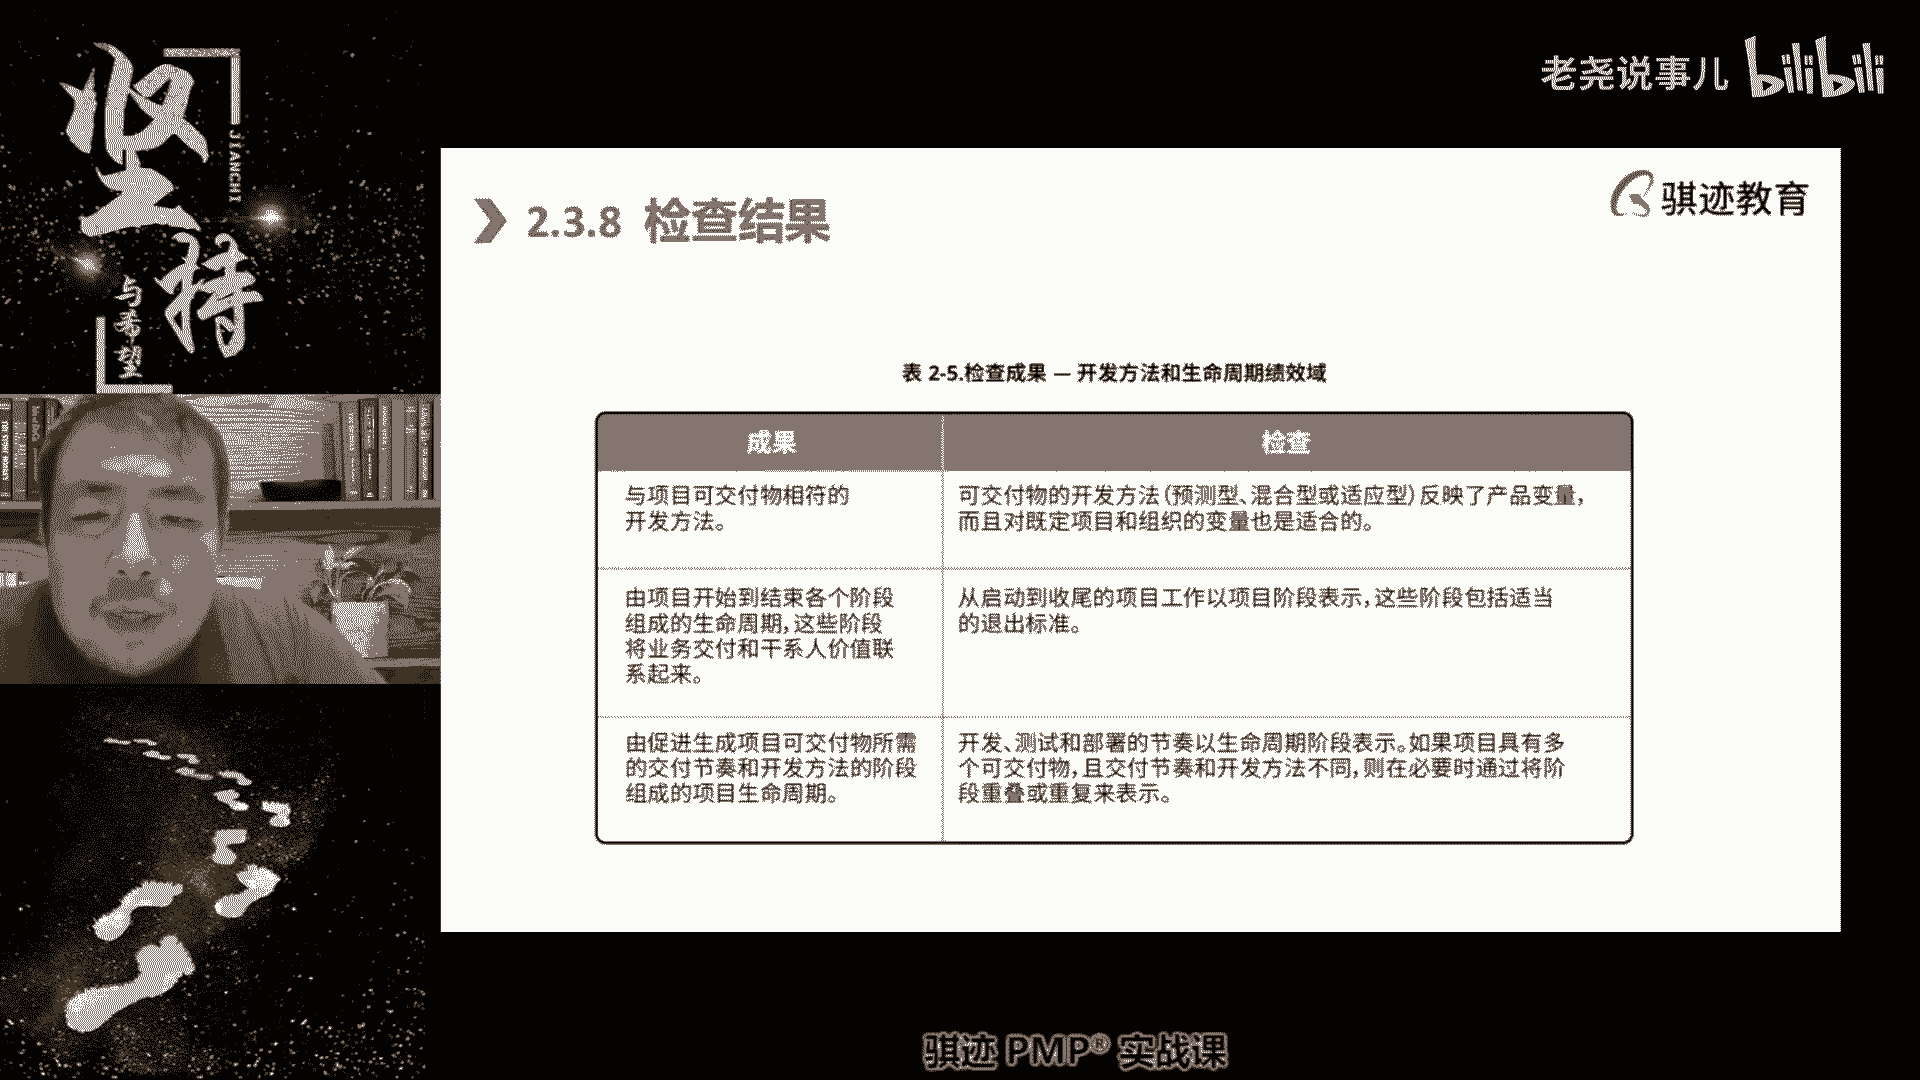 坚持
JIANCHI
与希望
老尧说事儿 bilibili
骐迹教育
2.3.8 检查结果
表 2-5.检查成果 — 开发方法和生命周期绩效域
成果
检查
与项目可交付物相符的
开发方法。
可交付物的开发方法(预测型、混合型或适应型)反映了产品变量,
而且对既定项目和组织的变量也是适合的。
由项目开始到结束各个阶段
组成的生命周期,这些阶段
将业务交付和干系人价值联
系起来。
从启动到收尾的项目工作以项目阶段表示,这些阶段包括适当
的退出标准。
由促进生成项目可交付物所需
的交付节奏和开发方法的阶段
组成的项目生命周期。
开发、测试和部署的节奏以生命周期阶段表示。如果项目具有多
个可交付物,且交付节奏和开发方法不同,则在必要时通过将阶
段重叠或重复来表示。
骐迹 PMP® 实战课